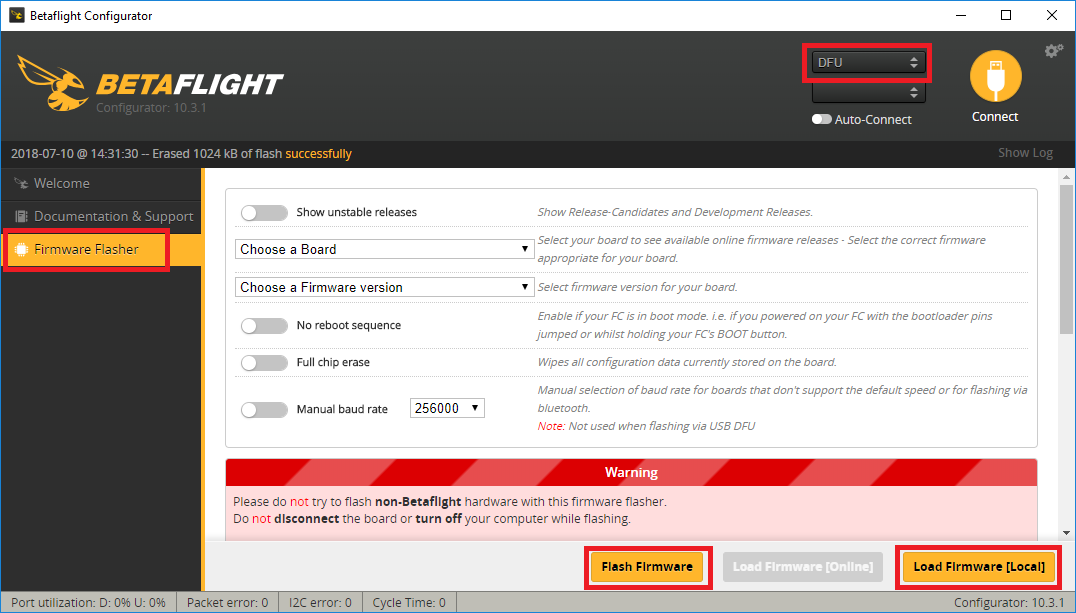 Betaflight Configurator
DFU
BETAFLIGHT
Configurator: 10.3.1
Auto-Connect
Connect
2018-07-10 @ 14:31:30 -- Erased 1024 kB of flash successfully
Show Log
Welcome
Documentation & Support
Firmware Flasher
Show unstable releases
Show Release-Candidates and Development Releases.
Choose a Board
Select your board to see available online firmware releases - Select the correct firmware
appropriate for your board.
Choose a Firmware version
Select firmware version for your board.
No reboot sequence
Enable if your FC is in boot mode. i.e. if you powered on your FC with the bootloader pins
jumped or whilst holding your FC's BOOT button.
Full chip erase
Wipes all configuration data currently stored on the board.
Manual baud rate
256000
Manual selection of baud rate for boards that don't support the default speed or for flashing via
bluetooth.
Note: Not used when flashing via USB DFU
Warning
Please do not try to flash non-Betaflight hardware with this firmware flasher.
Do not disconnect the board or turn off your computer while flashing.
Flash Firmware
Load Firmware [Online]
Load Firmware [Local]
Port utilization: D: 0% U: 0%
Packet error: 0
I2C error: 0
Cycle Time: 0
Configurator: 10.3.1